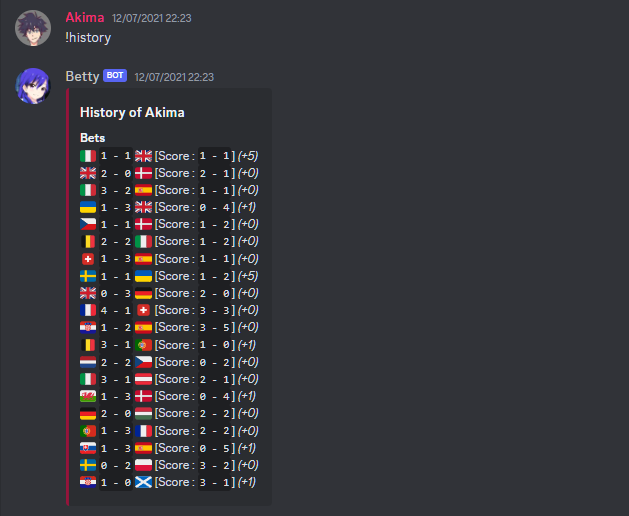 Akima 12/07/2021 22:23
!history
Betty BOT 12/07/2021 22:23
History of Akima
Bets
1 - 1 [Score : 1 - 1 ] (+5)
2 - 0 [Score : 2 - 1 ] (+0)
3 - 2 [Score : 1 - 1 ] (+0)
1 - 3 [Score : 0 - 4 ] (+1)
1 - 1 [Score : 1 - 2 ] (+0)
2 - 2 [Score : 1 - 2 ] (+0)
1 - 3 [Score : 1 - 1 ] (+0)
1 - 1 [Score : 1 - 2 ] (+5)
0 - 3 [Score : 2 - 0 ] (+0)
4 - 1 [Score : 3 - 3 ] (+0)
1 - 2 [Score : 3 - 5 ] (+0)
3 - 1 [Score : 1 - 0 ] (+1)
2 - 2 [Score : 0 - 2 ] (+0)
3 - 1 [Score : 2 - 1 ] (+0)
1 - 3 [Score : 0 - 4 ] (+1)
2 - 0 [Score : 2 - 2 ] (+0)
1 - 3 [Score : 2 - 2 ] (+0)
1 - 3 [Score : 0 - 5 ] (+1)
0 - 2 [Score : 3 - 2 ] (+0)
1 - 0 [Score : 3 - 1 ] (+1)